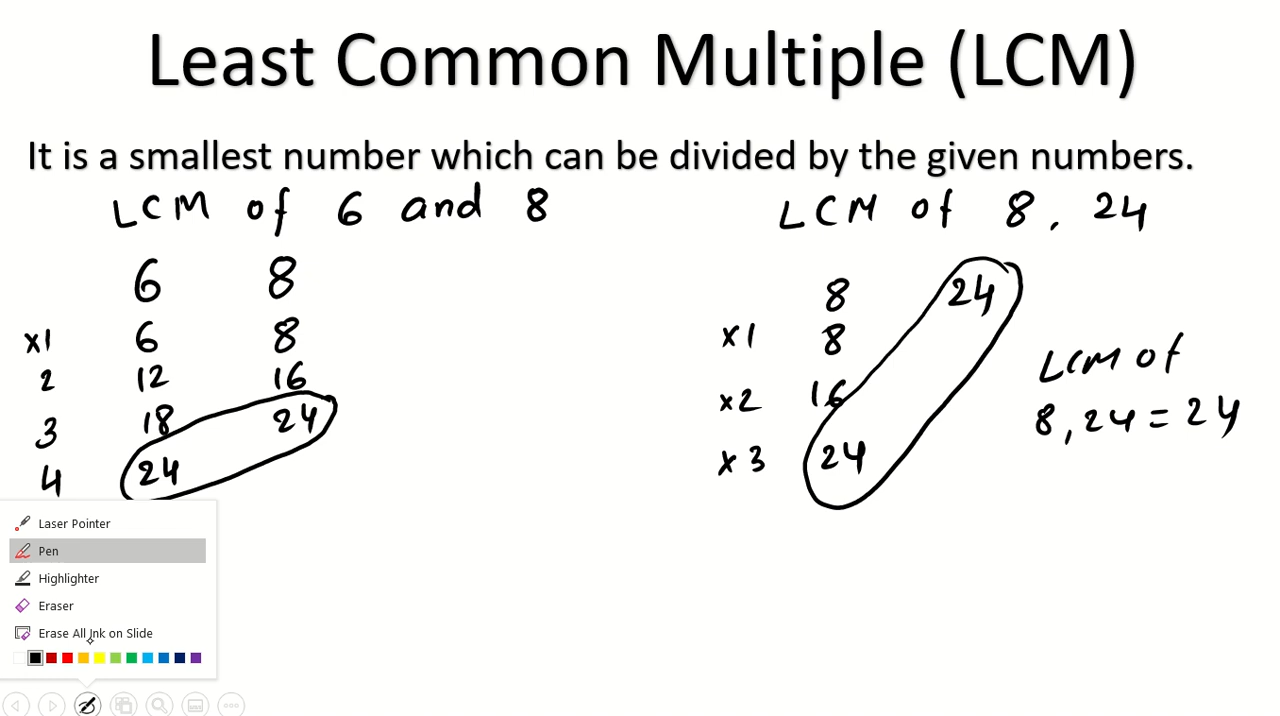 Least Common Multiple (LCM)
It is a smallest number which can be divided by the given numbers.
LCM of 6 and 8
6 8
x1 6 8
2 12 16
3 18 24
4 24
LCM of 8, 24
8 24
x1 8
x2 16
x3 24
LCM of
8, 24 = 24
Laser Pointer
Pen
Highlighter
Eraser
Erase All Ink on Slide